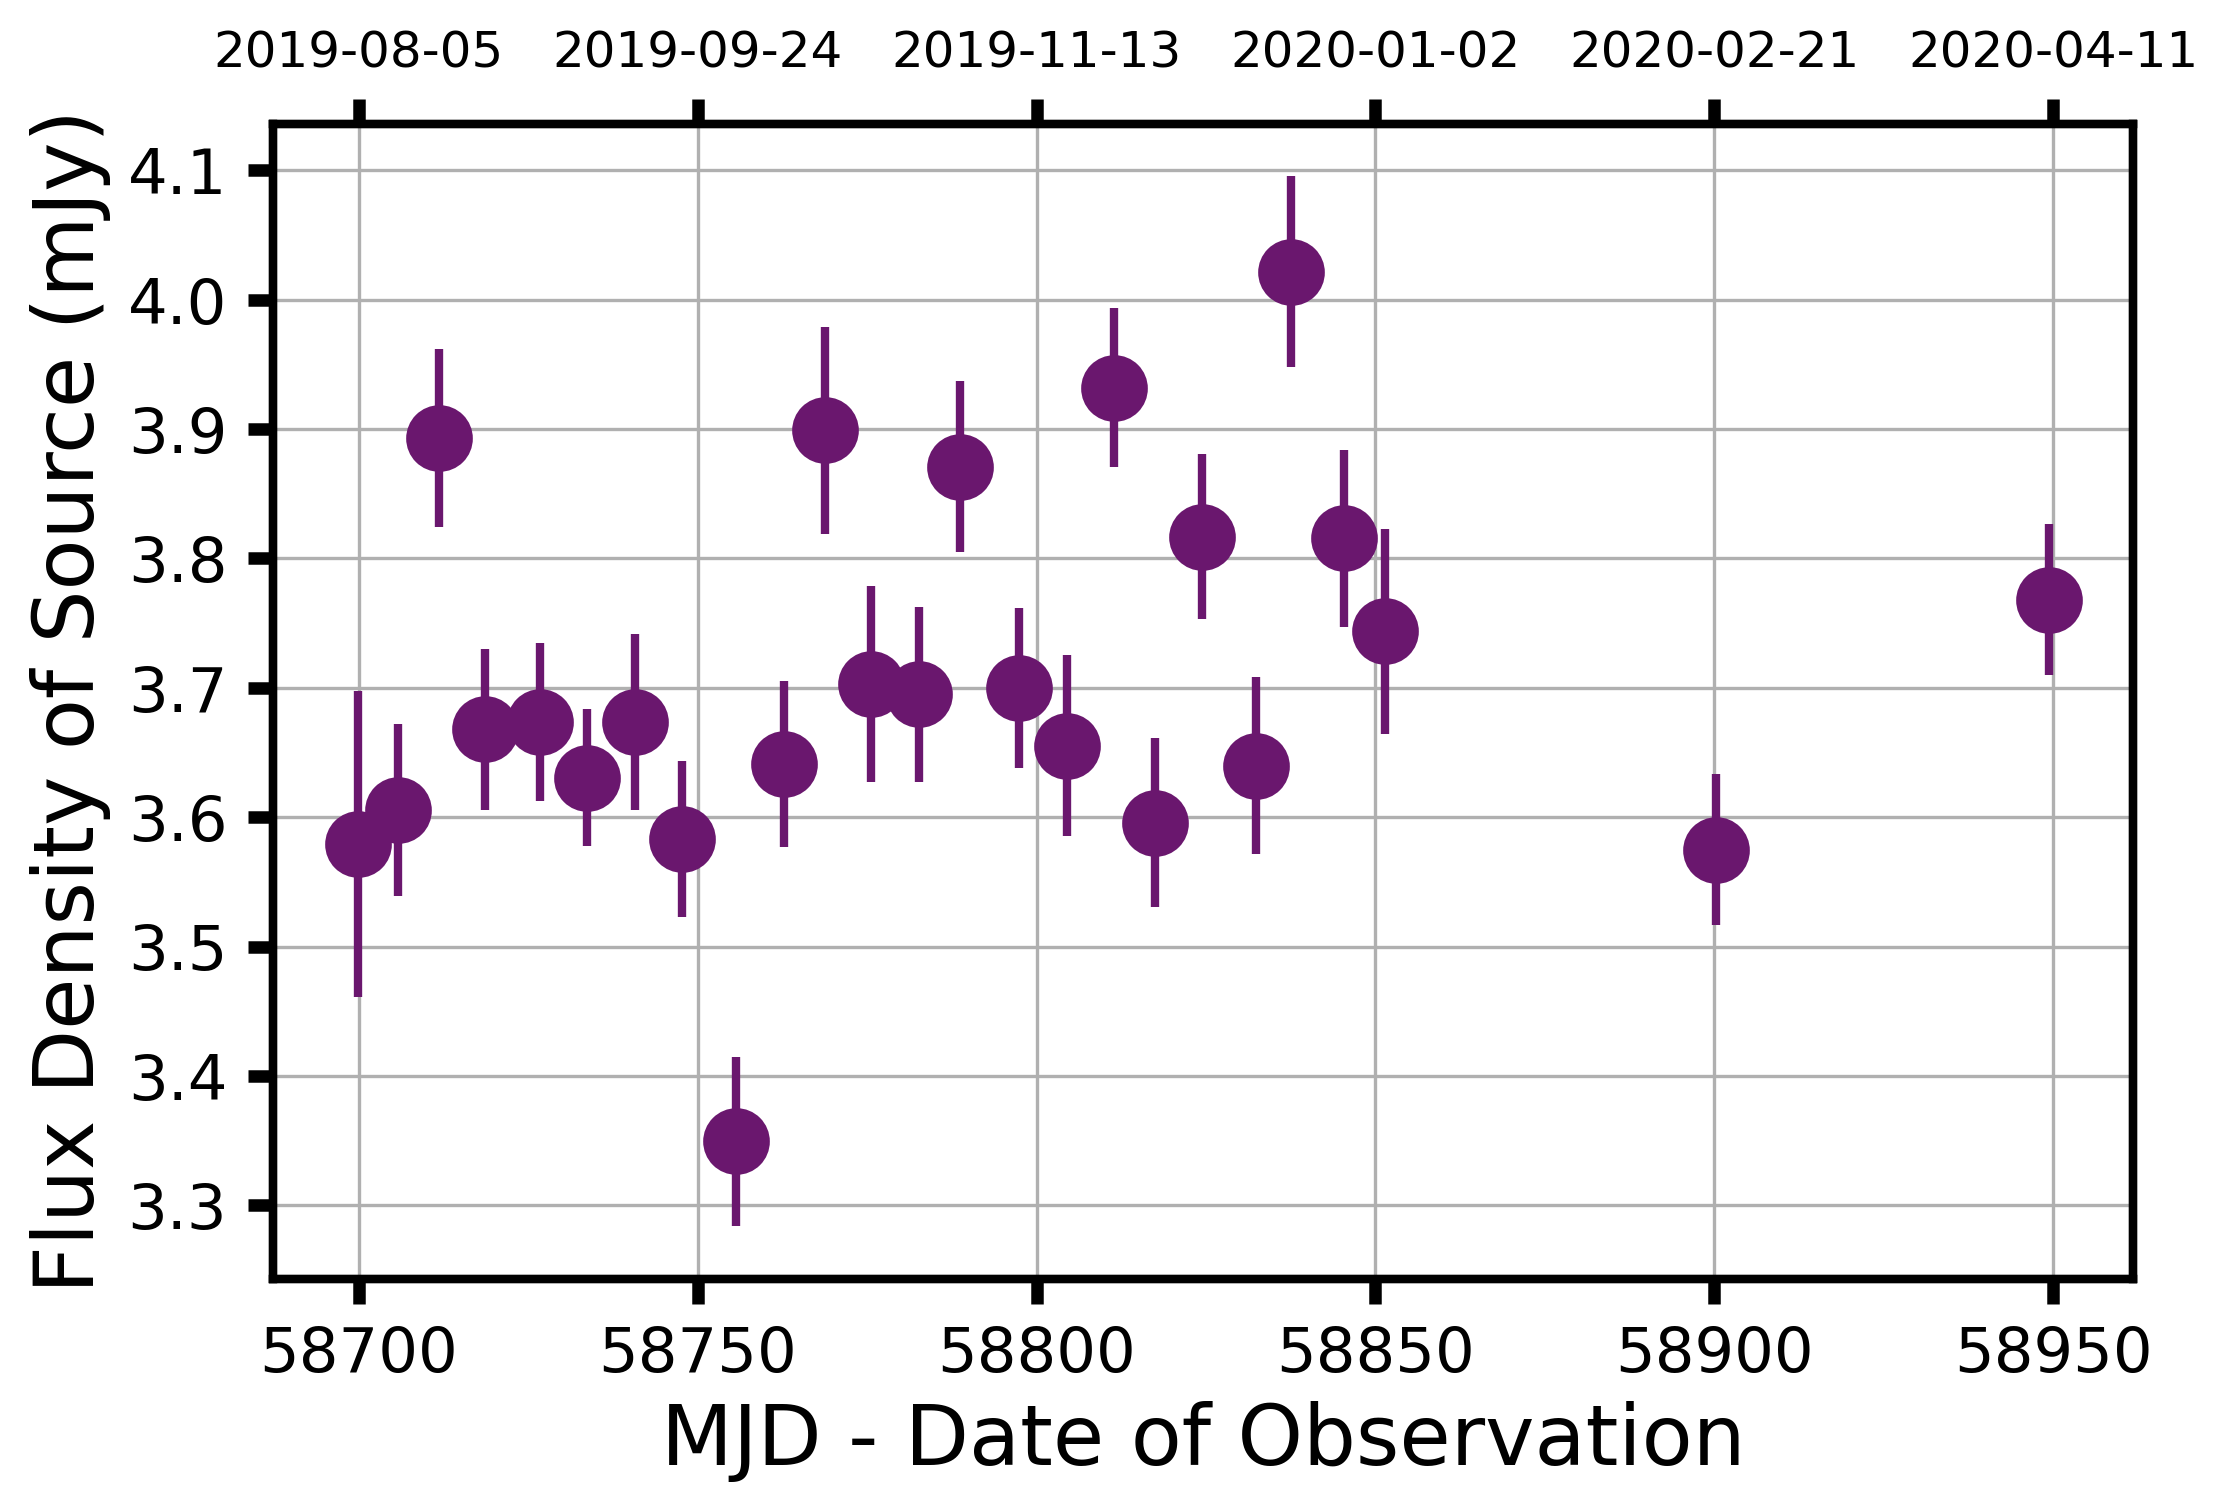 2019-08-05 2019-09-24 2019-11-13 2020-01-02 2020-02-21 2020-04-11
Flux Density of Source (mJy)
4.1
4.0
3.9
3.8
3.7
3.6
3.5
3.4
3.3
58700 58750 58800 58850 58900 58950
MJD - Date of Observation